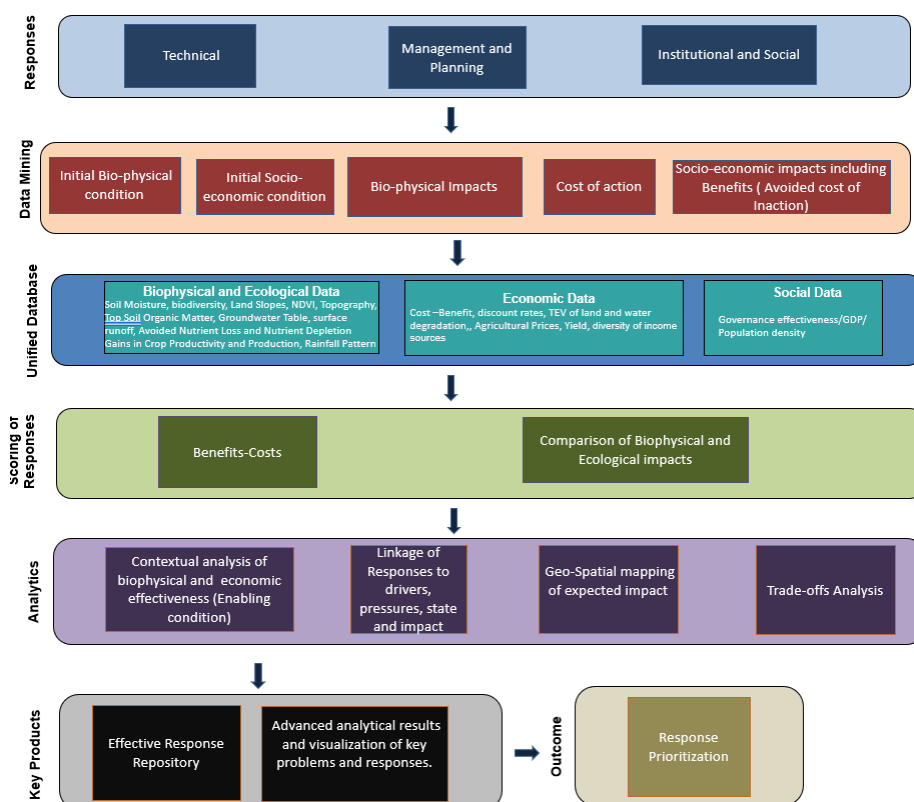 Responses
Technical
Management and
Planning
Institutional and Social
Data Mining
Initial Bio-physical
condition
Initial Socio-
economic condition
Bio-physical Impacts
Cost of action
Socio-economic impacts including
Benefits ( Avoided cost of
Inaction)
Unified Database
Biophysical and Ecological Data
Soil Moisture, biodiversity, Land Slopes, NDVI, Topography,
Top Soil Organic Matter, Groundwater Table, surface
runoff, Avoided Nutrient Loss and Nutrient Depletion
Gains in Crop Productivity and Production, Rainfall Pattern
Economic Data
Cost –Benefit, discount rates, TEV of land and water
degradation,, Agricultural Prices, Yield, diversity of income
sources
Social Data
Governance effectiveness/GDP/
Population density
Scoring of
Responses
Benefits-Costs
Comparison of Biophysical and
Ecological impacts
Analytics
Contextual analysis of
biophysical and economic
effectiveness (Enabling
condition)
Linkage of
Responses to
drivers,
pressures, state
and impact
Geo-Spatial mapping
of expected impact
Trade-offs Analysis
Key Products
Effective Response
Repository
Advanced analytical results
and visualization of key
problems and responses.
Outcome
Response
Prioritization